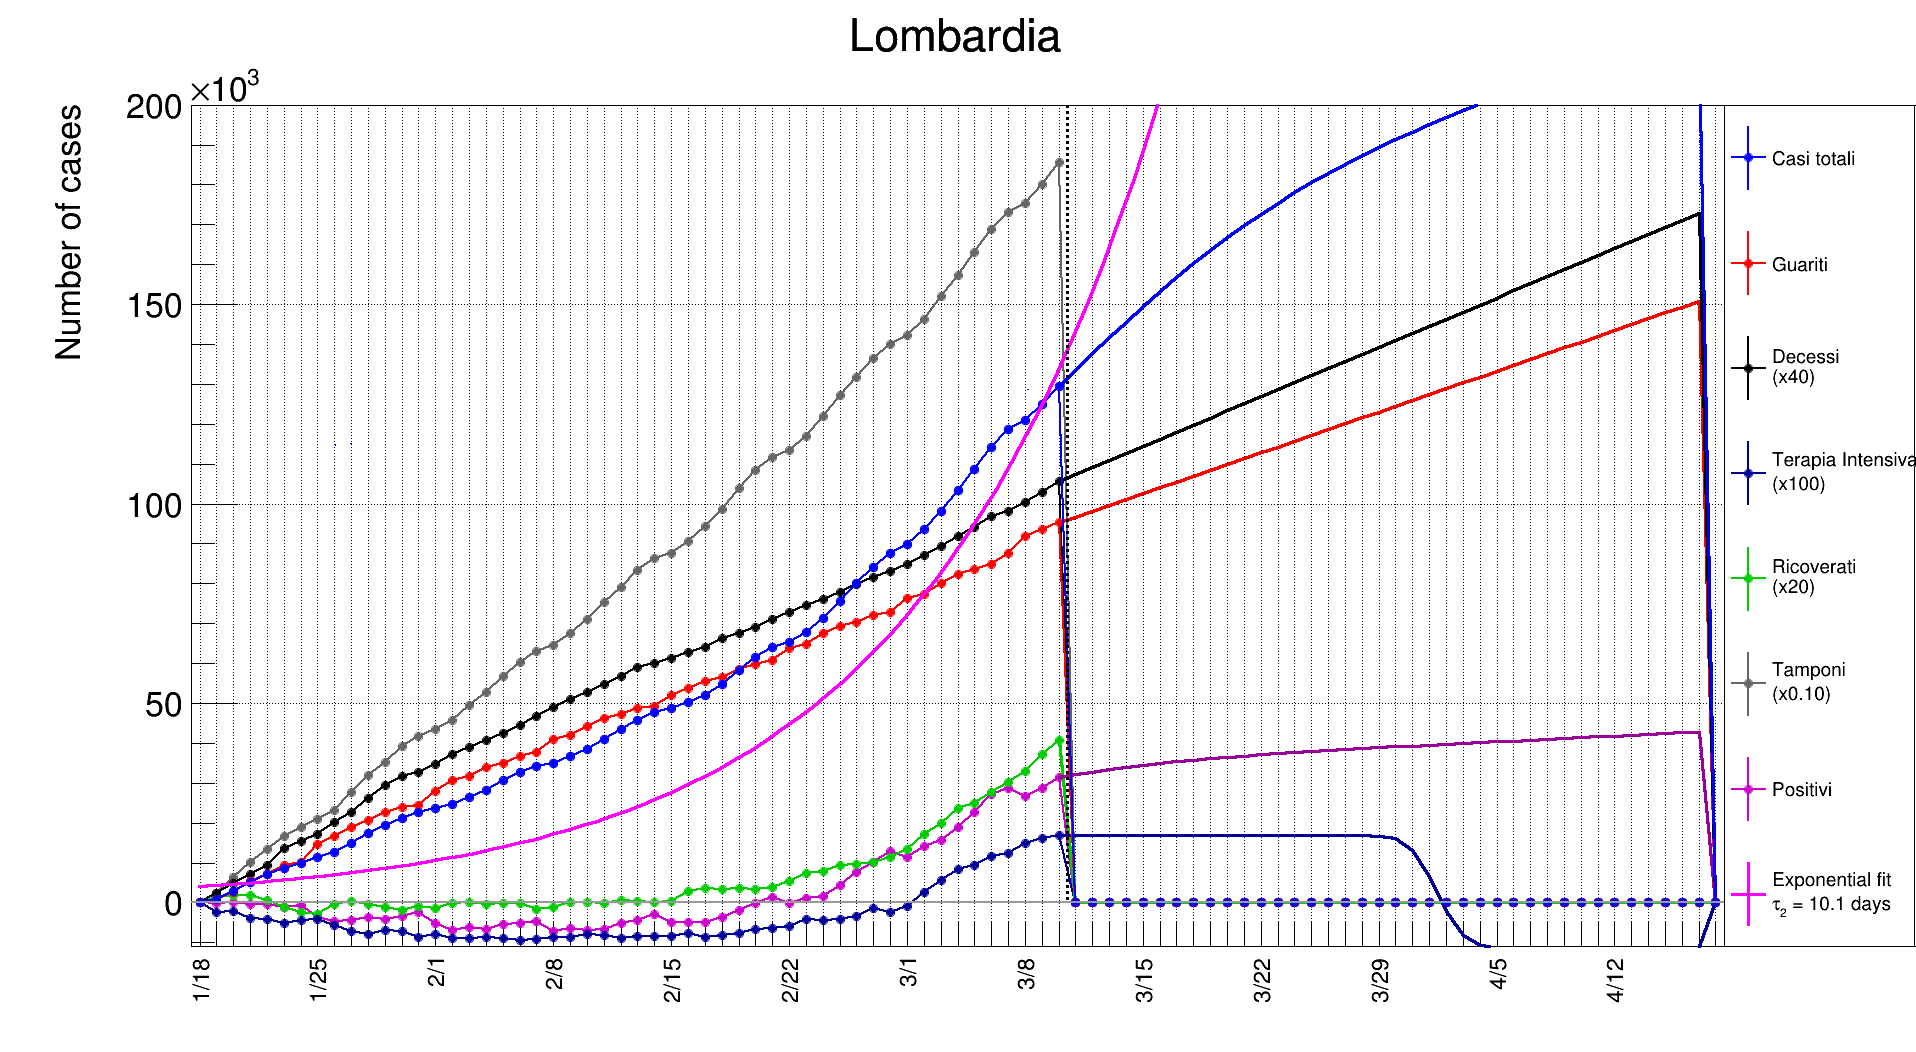 Lombardia
×10³
Number of cases
200
150
100
50
0
1/18
1/25
2/1
2/8
2/15
2/22
3/1
3/8
3/15
3/22
3/29
4/5
4/12
Casi totali
Guariti
Decessi
(x40)
Terapia Intensiva
(x100)
Ricoverati
(x20)
Tamponi
(x0.10)
Positivi
Exponential fit
τ₂ = 10.1 days